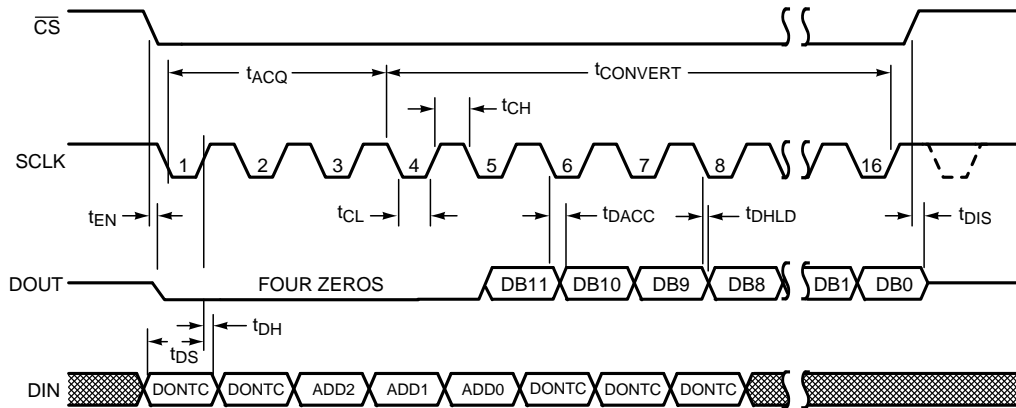 CS
tACQ
tCONVERT
tCH
SCLK
1 2 3 4 5 6 7 8 16
tEN
tCL
tDACC
tDHLD
tDIS
DOUT
FOUR ZEROS
DB11 DB10 DB9 DB8 DB1 DB0
tDH
tDS
DIN
DONTC DONTC ADD2 ADD1 ADD0 DONTC DONTC DONTC